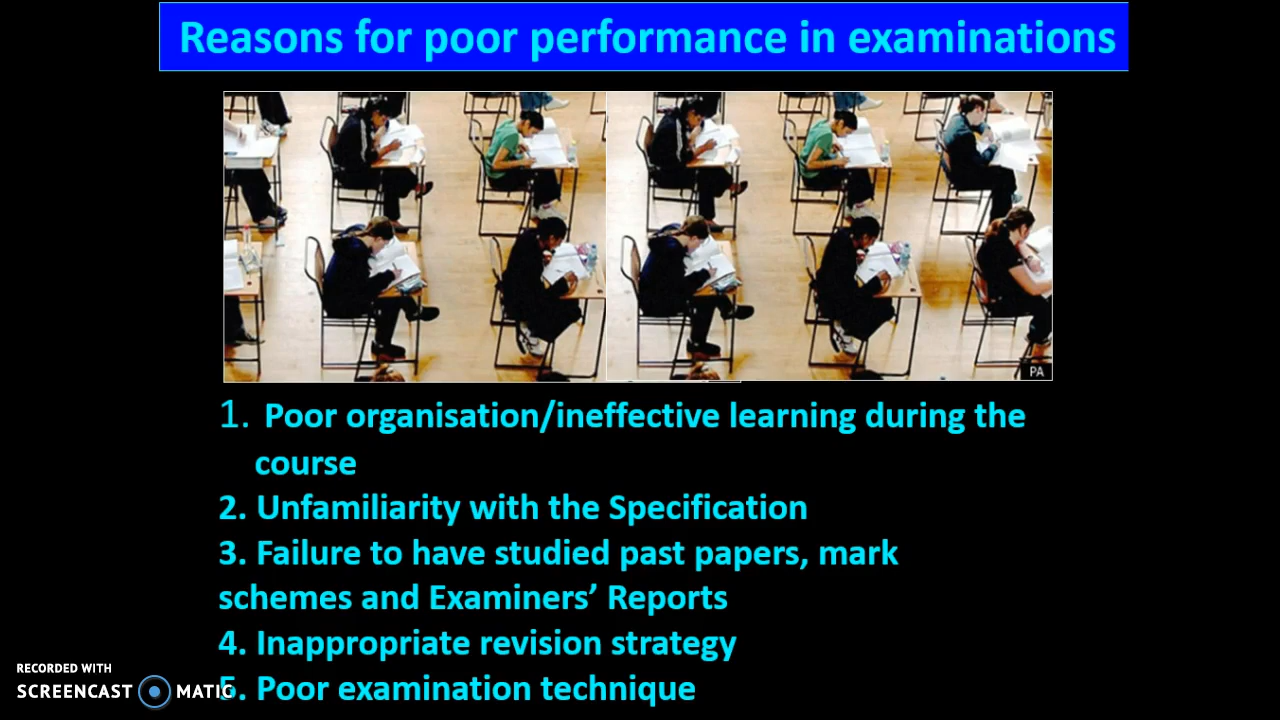 Reasons for poor performance in examinations
PA
1. Poor organisation/ineffective learning during the
course
2. Unfamiliarity with the Specification
3. Failure to have studied past papers, mark
schemes and Examiners’ Reports
4. Inappropriate revision strategy
5. Poor examination technique
RECORDED WITH
SCREENCAST MATIC